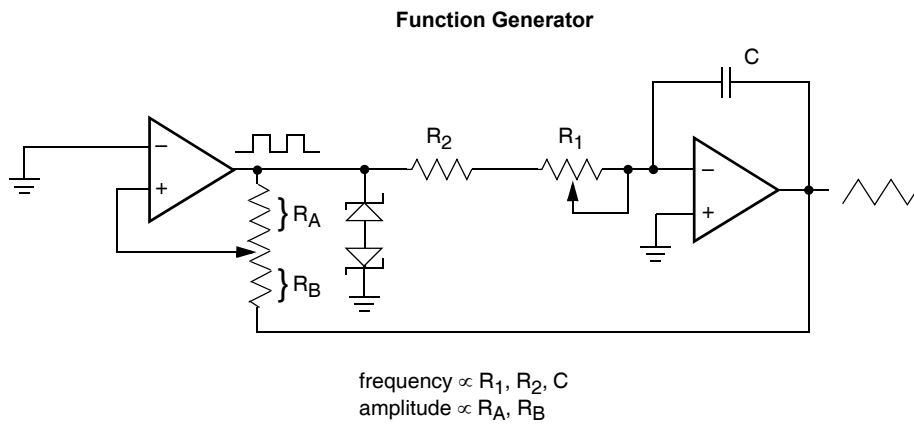 Function Generator
C
R2
R1
–
+
} RA
} RB
–
+
frequency ∝ R1, R2, C
amplitude ∝ RA, RB